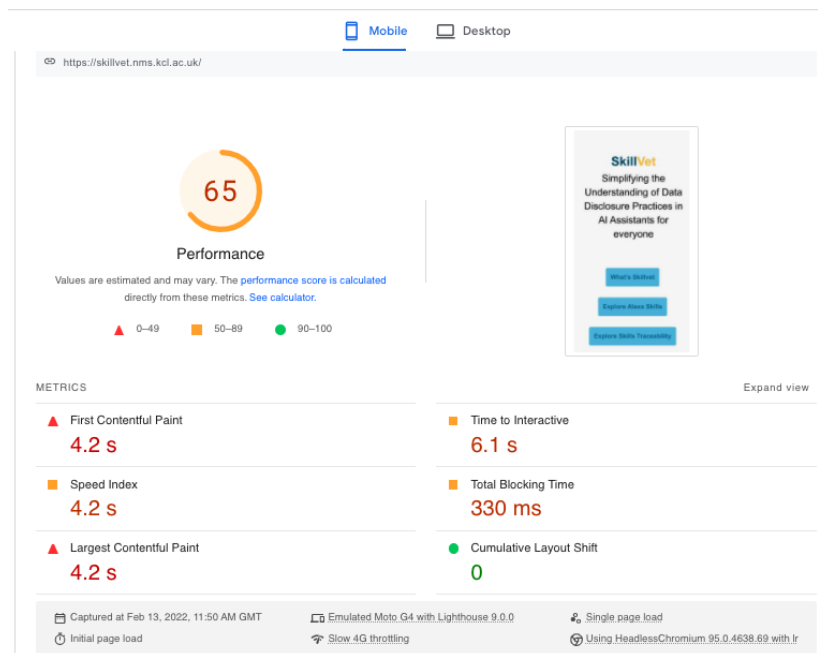 Mobile
Desktop
https://skillvet.nms.kcl.ac.uk/
65
Performance
Values are estimated and may vary. The performance score is calculated
directly from these metrics. See calculator.
0–49
50–89
90–100
SkillVet
Simplifying the
Understanding of Data
Disclosure Practices in
AI Assistants for
everyone
What's Skillvet
Explore Alexa Skills
Explore Skills Traceability
METRICS
Expand view
First Contentful Paint
4.2 s
Time to Interactive
6.1 s
Speed Index
4.2 s
Total Blocking Time
330 ms
Largest Contentful Paint
4.2 s
Cumulative Layout Shift
0
Captured at Feb 13, 2022, 11:50 AM GMT
Emulated Moto G4 with Lighthouse 9.0.0
Single page load
Initial page load
Slow 4G throttling
Using HeadlessChromium 95.0.4638.69 with lr